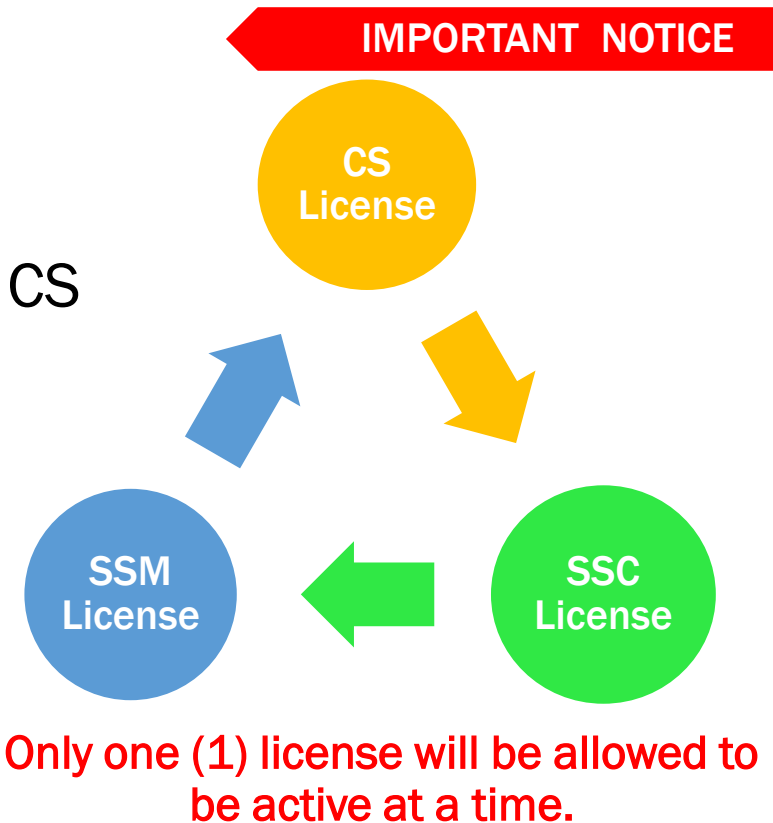 IMPORTANT NOTICE
CS
License
CS
SSM
License
SSC
License
Only one (1) license will be allowed to
be active at a time.